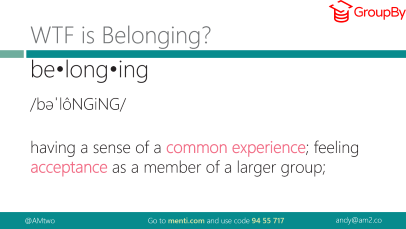 GroupBy
WTF is Belonging?
be•long•ing
/bəˈlôNGiNG/
having a sense of a common experience; feeling
acceptance as a member of a larger group;
@AMtwo
Go to menti.com and use code 94 55 717
andy@am2.co